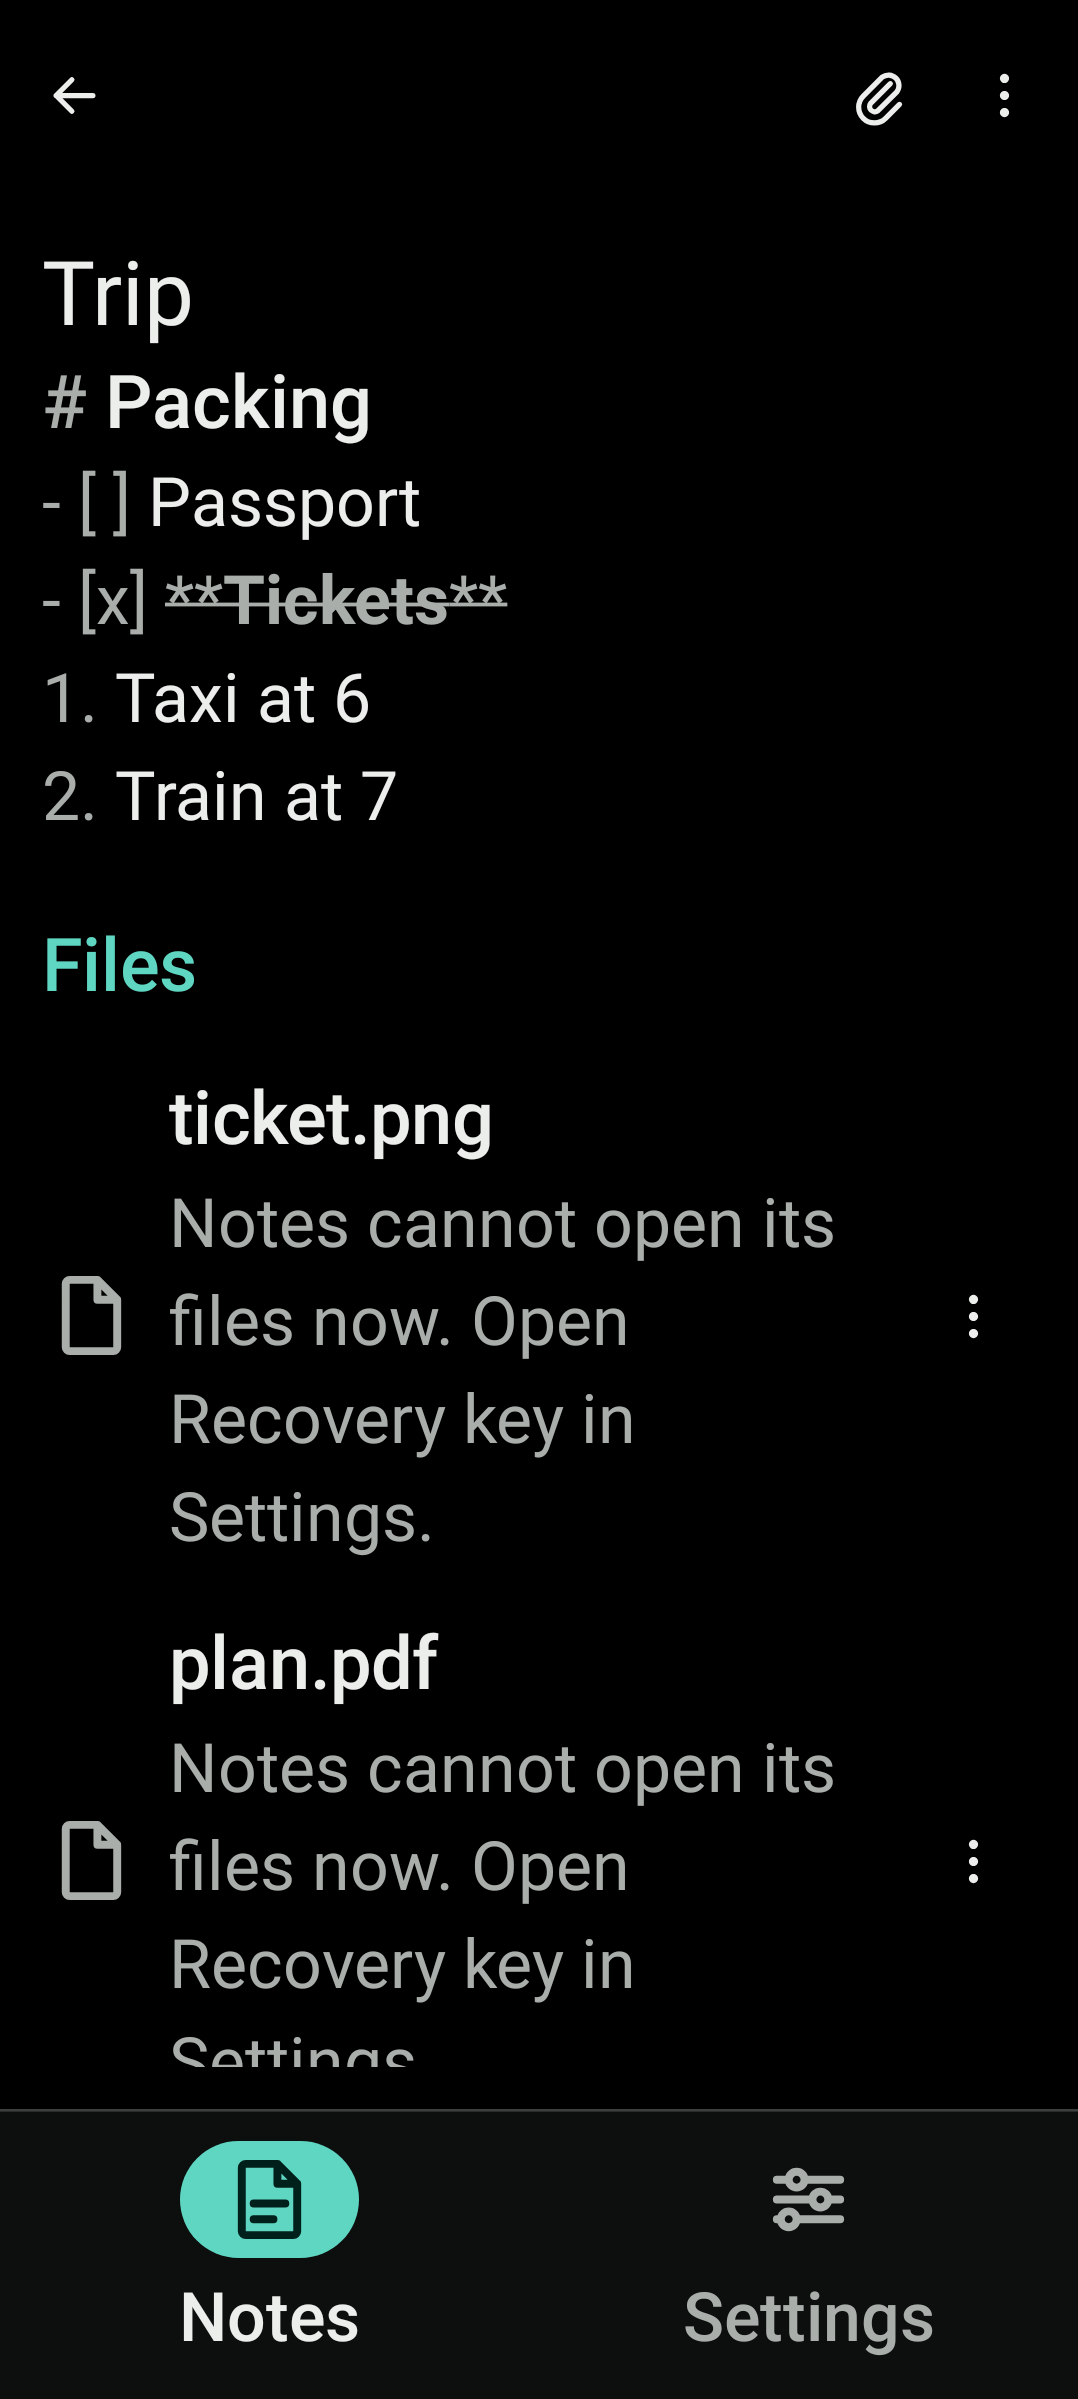 Trip
# Packing
- [ ] Passport
- [x] **Tickets**
1. Taxi at 6
2. Train at 7
Files
ticket.png
Notes cannot open its
files now. Open
Recovery key in
Settings.
plan.pdf
Notes cannot open its
files now. Open
Recovery key in
Settings
Notes
Settings